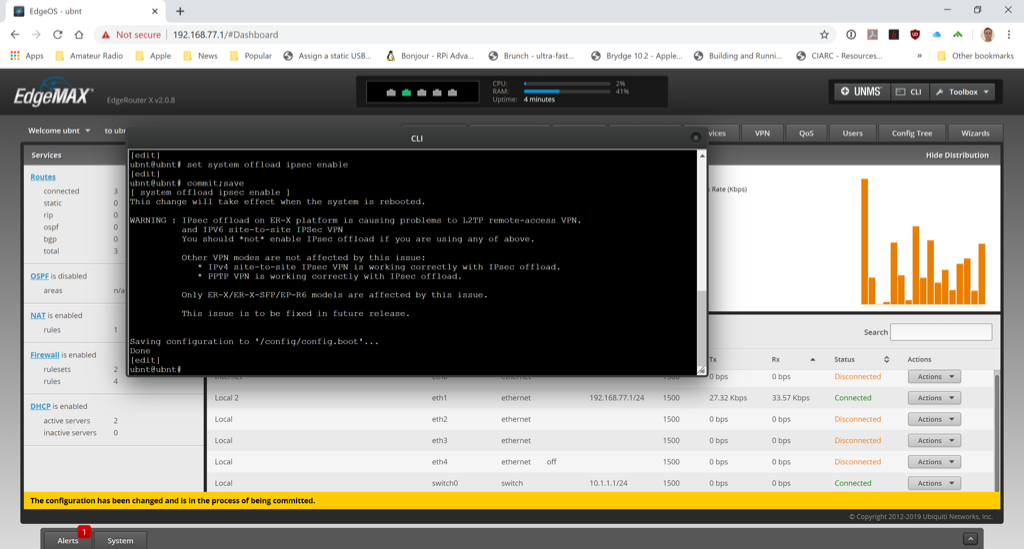 EdgeOS - ubnt
Not secure | 192.168.77.1/#Dashboard
Apps Amateur Radio Apple News Popular Assign a static USB... Bonjour - RPi Adva... Brunch - ultra-fast... Brydge 10.2 - Apple... Building and Runni... CIARC - Resources... » Other bookmarks
EdgeMAX EdgeRouter X v2.0.8
CPU: 2%
RAM: 41%
Uptime: 4 minutes
UNMS CLI Toolbox
Welcome ubnt to ubn
vices VPN QoS Users Config Tree Wizards
CLI
Services
Hide Distribution
Routes
connected 3
static 0
rip 0
ospf 0
bgp 0
total 3
OSPF is disabled
areas n/a
NAT is enabled
rules 1
Firewall is enabled
rulesets 2
rules 4
DHCP is enabled
active servers 2
inactive servers 0
[edit]
ubnt@ubnt# set system offload ipsec enable
[edit]
ubnt@ubnt# commit;save
[ system offload ipsec enable ]
This change will take effect when the system is rebooted.
WARNING : IPsec offload on ER-X platform is causing problems to L2TP remote-access VPN.
and IPV6 site-to-site IPSec VPN
You should *not* enable IPsec offload if you are using any of above.
Other VPN modes are not affected by this issue:
* IPv4 site-to-site IPsec VPN is working correctly with IPsec offload.
* PPTP VPN is working correctly with IPsec offload.
Only ER-X/ER-X-SFP/EP-R6 models are affected by this issue.
This issue is to be fixed in future release.
Saving configuration to '/config/config.boot'...
Done
[edit]
ubnt@ubnt#
Rate (Kbps)
Search
Tx Rx Status Actions
Internet eth0 ethernet 1500 0 bps 0 bps Disconnected Actions
Local 2 eth1 ethernet 192.168.77.1/24 1500 27.32 Kbps 33.57 Kbps Connected Actions
Local eth2 ethernet 1500 0 bps 0 bps Disconnected Actions
Local eth3 ethernet 1500 0 bps 0 bps Disconnected Actions
Local eth4 ethernet off 1500 0 bps 0 bps Disconnected Actions
Local switch0 switch 10.1.1.1/24 1500 0 bps 0 bps Connected Actions
The configuration has been changed and is in the process of being committed.
© Copyright 2012-2019 Ubiquiti Networks, Inc.
Alerts 1 System